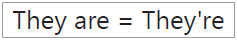 They are = They're